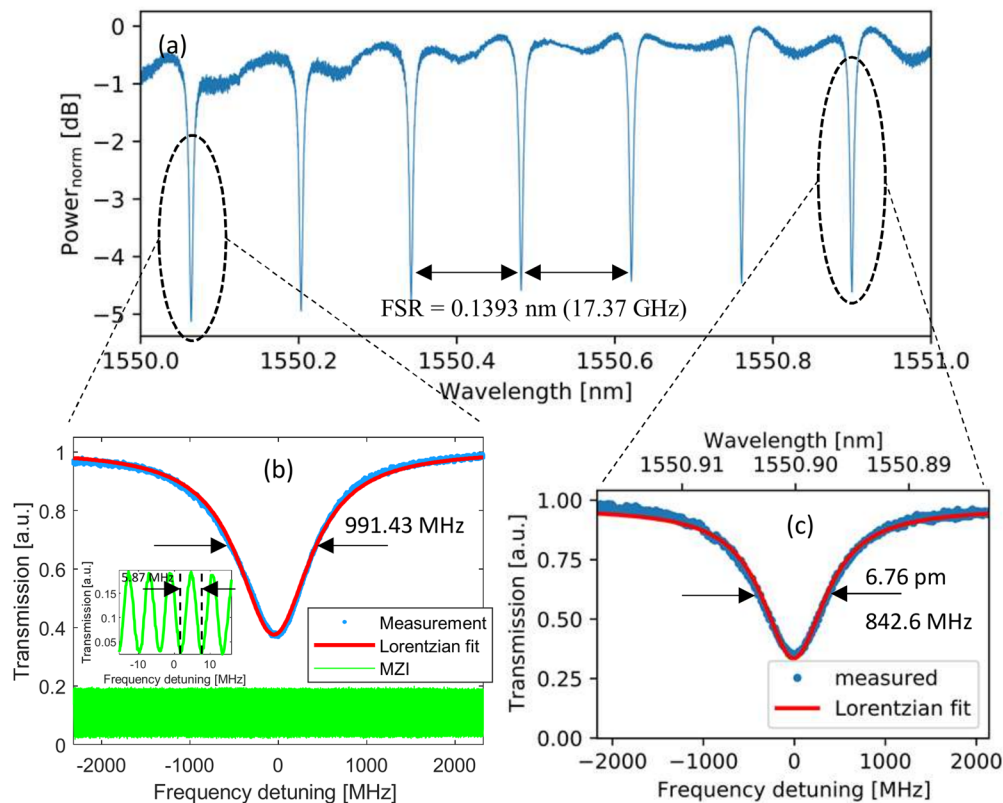 (a)
0
−1
−2
−3
−4
−5
Power_norm [dB]
FSR = 0.1393 nm (17.37 GHz)
1550.0
1550.2
1550.4
1550.6
1550.8
1551.0
Wavelength [nm]
(b)
1
0.8
0.6
0.4
0.2
0
Transmission [a.u.]
991.43 MHz
5.87 MHz
0.15
0.1
0.05
Transmission [a.u.]
-10
0
10
Frequency detuning [MHz]
Measurement
Lorentzian fit
MZI
-2000
-1000
0
1000
2000
Frequency detuning [MHz]
Wavelength [nm]
1550.91
1550.90
1550.89
(c)
1.00
0.75
0.50
0.25
0.00
Transmission [a.u.]
6.76 pm
842.6 MHz
measured
Lorentzian fit
−2000
−1000
0
1000
2000
Frequency detuning [MHz]